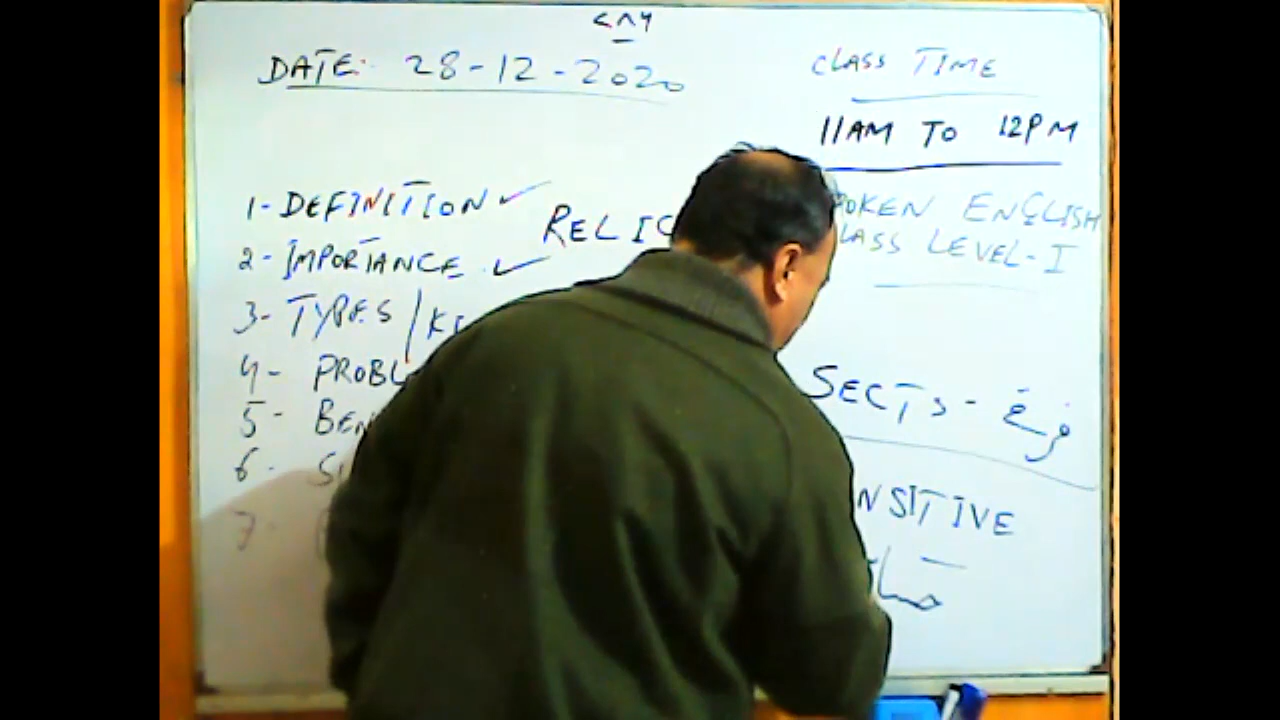 DATE: 28-12-2020
CLASS TIME
11AM TO 12PM
1- DEFINITION ✓
RELIG
2- IMPORTANCE ✓
3- TYPES / KI
4- PROBL
5- BEN
6-
7-
POKEN ENGLISH
LASS LEVEL-I
SECTS -
NSITIVE